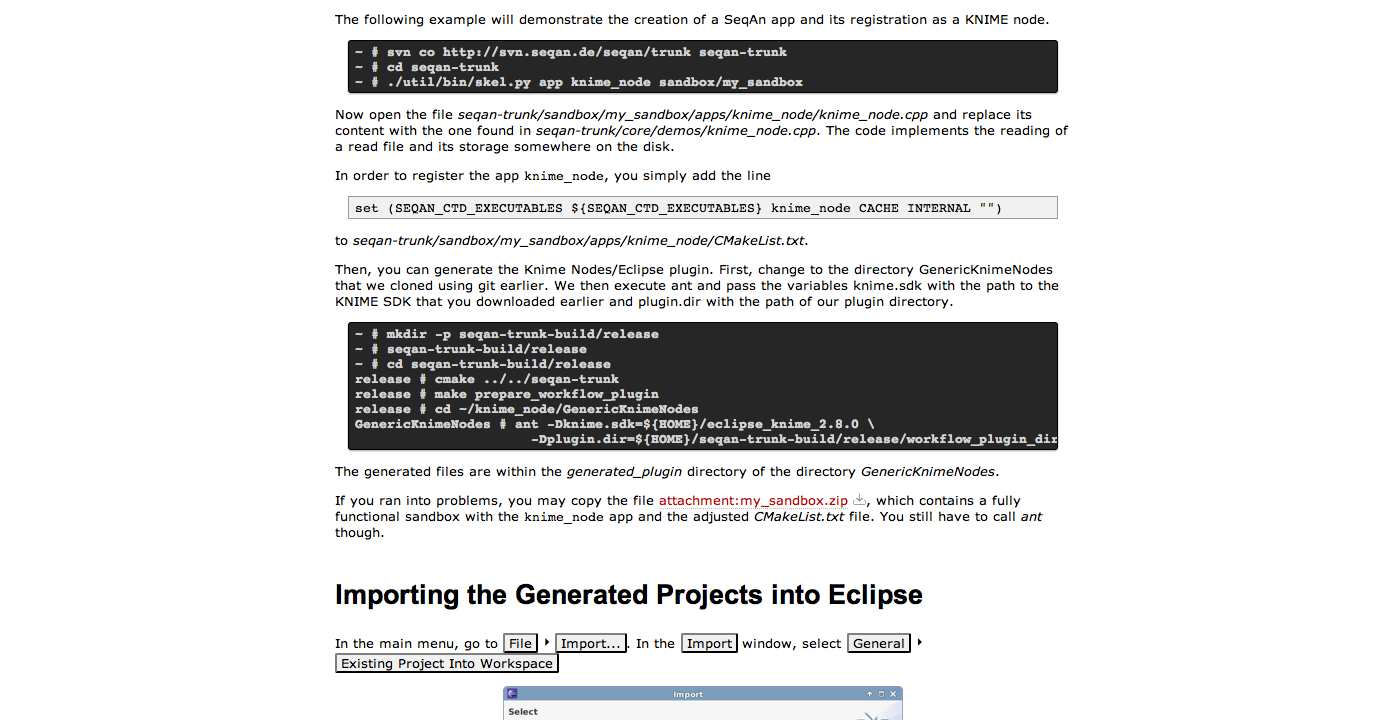 The following example will demonstrate the creation of a SeqAn app and its registration as a KNIME node.
~ # svn co http://svn.seqan.de/seqan/trunk seqan-trunk
~ # cd seqan-trunk
~ # ./util/bin/skel.py app knime_node sandbox/my_sandbox
Now open the file seqan-trunk/sandbox/my_sandbox/apps/knime_node/knime_node.cpp and replace its
content with the one found in seqan-trunk/core/demos/knime_node.cpp. The code implements the reading of
a read file and its storage somewhere on the disk.
In order to register the app knime_node, you simply add the line
set (SEQAN_CTD_EXECUTABLES ${SEQAN_CTD_EXECUTABLES} knime_node CACHE INTERNAL "")
to seqan-trunk/sandbox/my_sandbox/apps/knime_node/CMakeList.txt.
Then, you can generate the Knime Nodes/Eclipse plugin. First, change to the directory GenericKnimeNodes
that we cloned using git earlier. We then execute ant and pass the variables knime.sdk with the path to the
KNIME SDK that you downloaded earlier and plugin.dir with the path of our plugin directory.
~ # mkdir -p seqan-trunk-build/release
~ # seqan-trunk-build/release
~ # cd seqan-trunk-build/release
release # cmake ../../seqan-trunk
release # make prepare_workflow_plugin
release # cd ~/knime_node/GenericKnimeNodes
GenericKnimeNodes # ant -Dknime.sdk=${HOME}/eclipse_knime_2.8.0 \
-Dplugin.dir=${HOME}/seqan-trunk-build/release/workflow_plugin_dir
The generated files are within the generated_plugin directory of the directory GenericKnimeNodes.
If you ran into problems, you may copy the file attachment:my_sandbox.zip, which contains a fully
functional sandbox with the knime_node app and the adjusted CMakeList.txt file. You still have to call ant
though.
Importing the Generated Projects into Eclipse
In the main menu, go to File Import.... In the Import window, select General
Existing Project Into Workspace
Import
Select